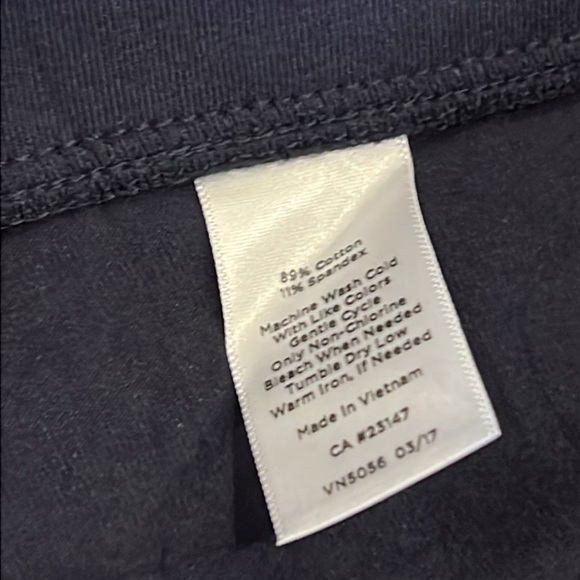 89% Cotton
11% Spandex
Machine Wash Cold
With Like Colors
Gentle Cycle
Only Non-Chlorine
Bleach When Needed
Tumble Dry Low
Warm Iron, If Needed
Made In Vietnam
CA #23147
VN5056 03/17